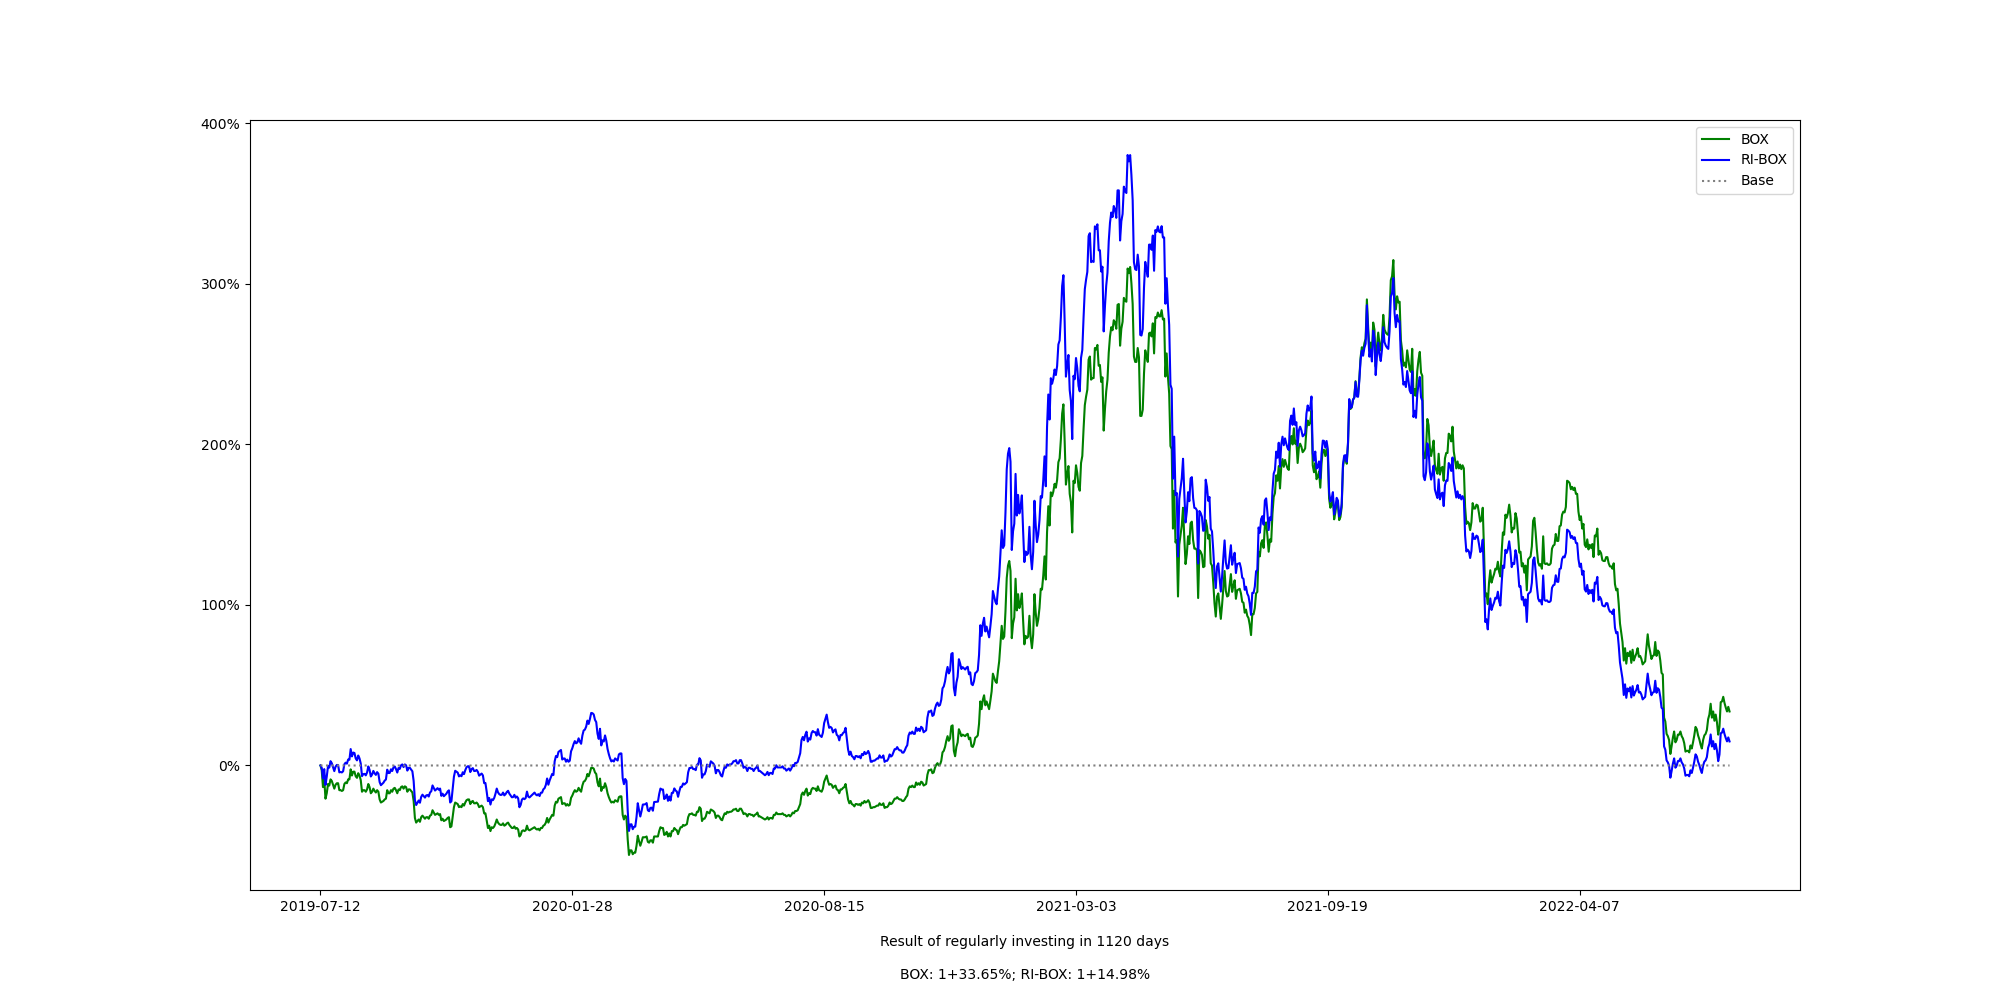 400%
300%
200%
100%
0%
BOX
RI-BOX
Base
2019-07-12 2020-01-28 2020-08-15 2021-03-03 2021-09-19 2022-04-07
Result of regularly investing in 1120 days
BOX: 1+33.65%; RI-BOX: 1+14.98%